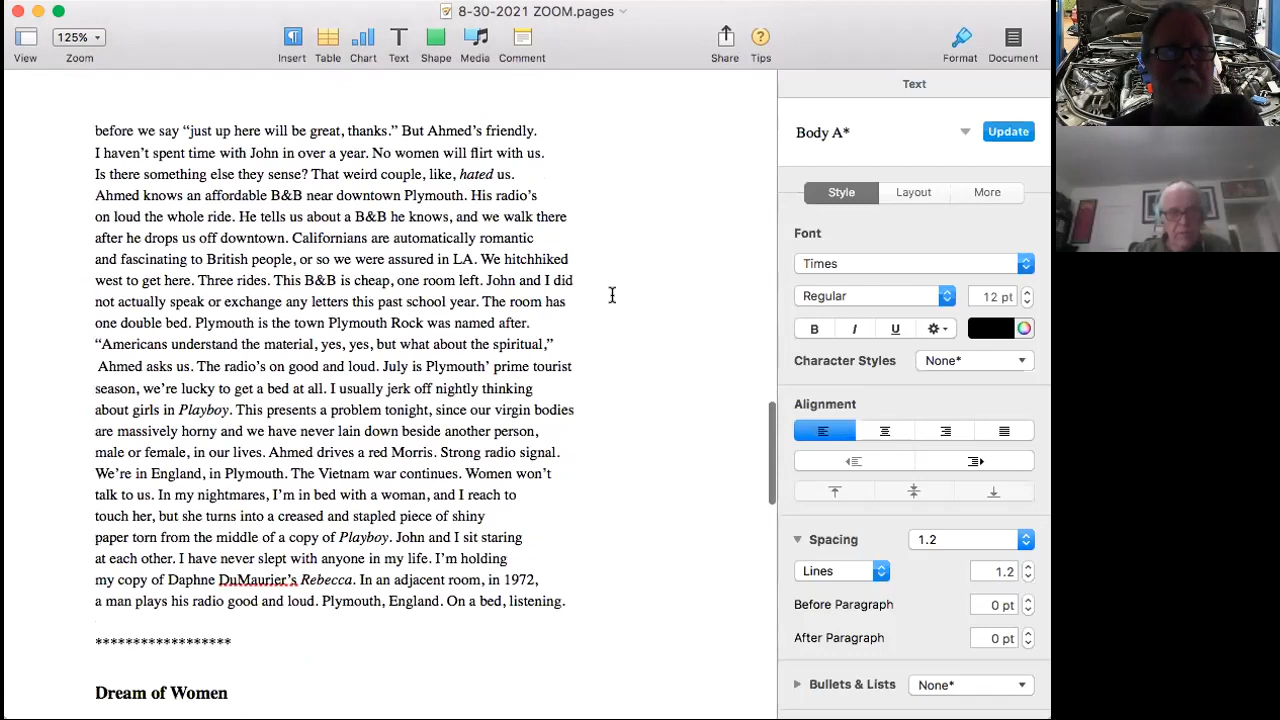 8-30-2021 ZOOM.pages
125%
View
Zoom
Insert
Table
Chart
Text
Shape
Media
Comment
Share
Tips
Format
Document
before we say “just up here will be great, thanks.” But Ahmed’s friendly.
I haven’t spent time with John in over a year. No women will flirt with us.
Is there something else they sense? That weird couple, like, hated us.
Ahmed knows an affordable B&B near downtown Plymouth. His radio’s
on loud the whole ride. He tells us about a B&B he knows, and we walk there
after he drops us off downtown. Californians are automatically romantic
and fascinating to British people, or so we were assured in LA. We hitchhiked
west to get here. Three rides. This B&B is cheap, one room left. John and I did
not actually speak or exchange any letters this past school year. The room has
one double bed. Plymouth is the town Plymouth Rock was named after.
“Americans understand the material, yes, yes, but what about the spiritual,”
Ahmed asks us. The radio’s on good and loud. July is Plymouth’ prime tourist
season, we’re lucky to get a bed at all. I usually jerk off nightly thinking
about girls in Playboy. This presents a problem tonight, since our virgin bodies
are massively horny and we have never lain down beside another person,
male or female, in our lives. Ahmed drives a red Morris. Strong radio signal.
We’re in England, in Plymouth. The Vietnam war continues. Women won’t
talk to us. In my nightmares, I’m in bed with a woman, and I reach to
touch her, but she turns into a creased and stapled piece of shiny
paper torn from the middle of a copy of Playboy. John and I sit staring
at each other. I have never slept with anyone in my life. I’m holding
my copy of Daphne DuMaurier’s Rebecca. In an adjacent room, in 1972,
a man plays his radio good and loud. Plymouth, England. On a bed, listening.
******************
Dream of Women
Text
Body A*
Update
Style
Layout
More
Font
Times
Regular
12 pt
B
I
U
Character Styles
None*
Alignment
Spacing
1.2
Lines
1.2
Before Paragraph
0 pt
After Paragraph
0 pt
Bullets & Lists
None*